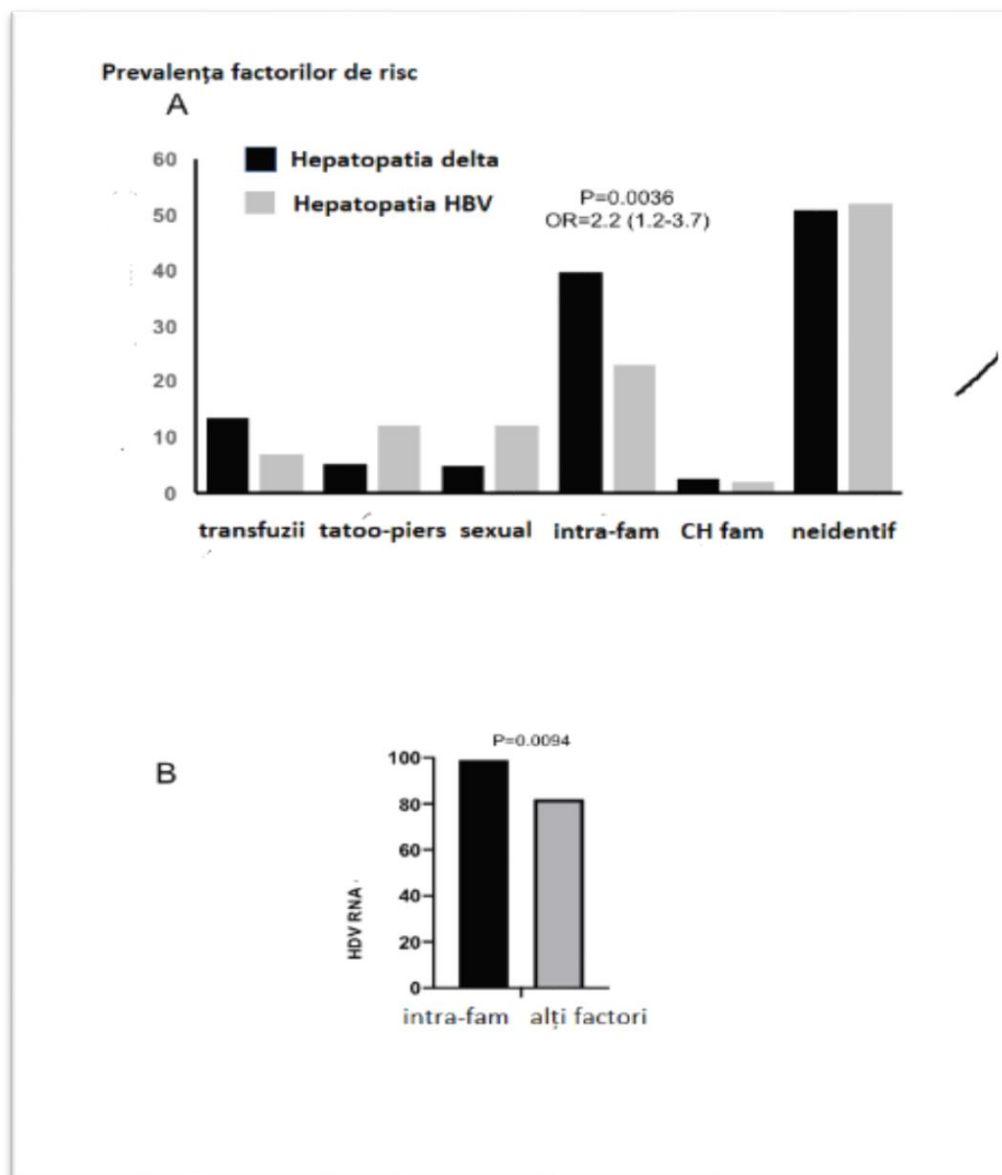 Prevalența factorilor de risc
A
60
50
40
30
20
10
0
Hepatopatia delta
Hepatopatia HBV
P=0.0036
OR=2.2 (1.2-3.7)
transfuzii tatoo-piers sexual intra-fam CH fam neidentif
B
P=0.0094
100
80
60
40
20
0
HDV RNA
intra-fam alți factori